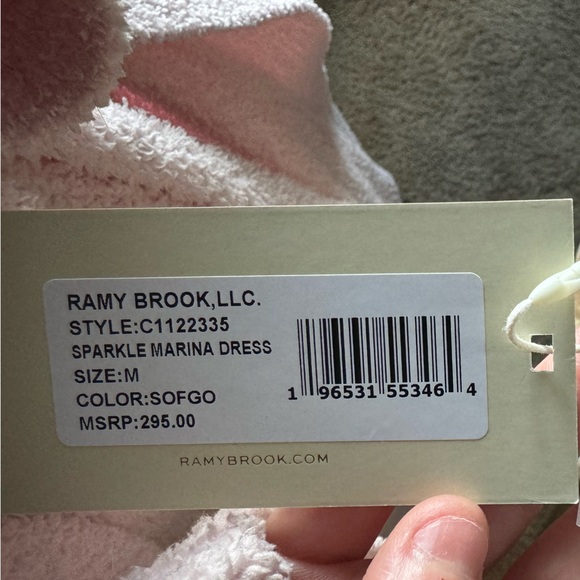 RAMY BROOK,LLC.
STYLE:C1122335
SPARKLE MARINA DRESS
SIZE:M
COLOR:SOFGO
MSRP:295.00
1 96531 55346 4
RAMYBROOK.COM